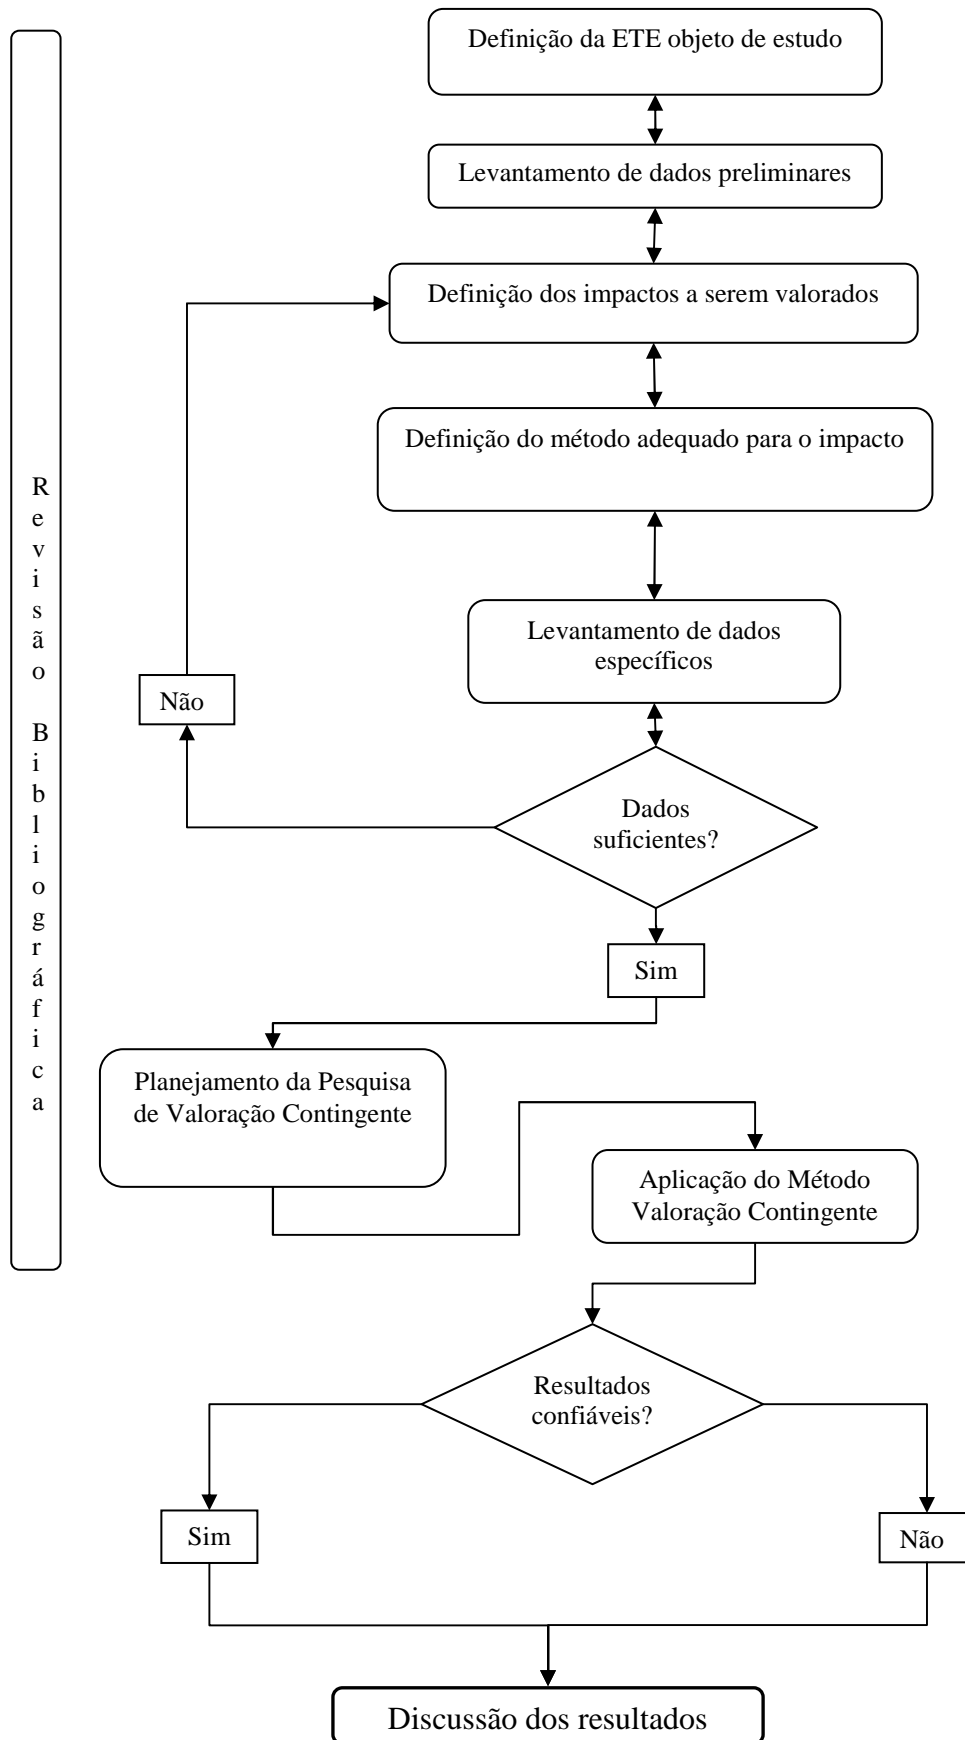 Definição da ETE objeto de estudo
Levantamento de dados preliminares
Definição dos impactos a serem valorados
Definição do método adequado para o impacto
Levantamento de dados
específicos
Não
Dados
suficientes?
Sim
Planejamento da Pesquisa
de Valoração Contingente
Aplicação do Método
Valoração Contingente
Resultados
confiáveis?
Sim
Não
Discussão dos resultados
Revisão Bibliográfica